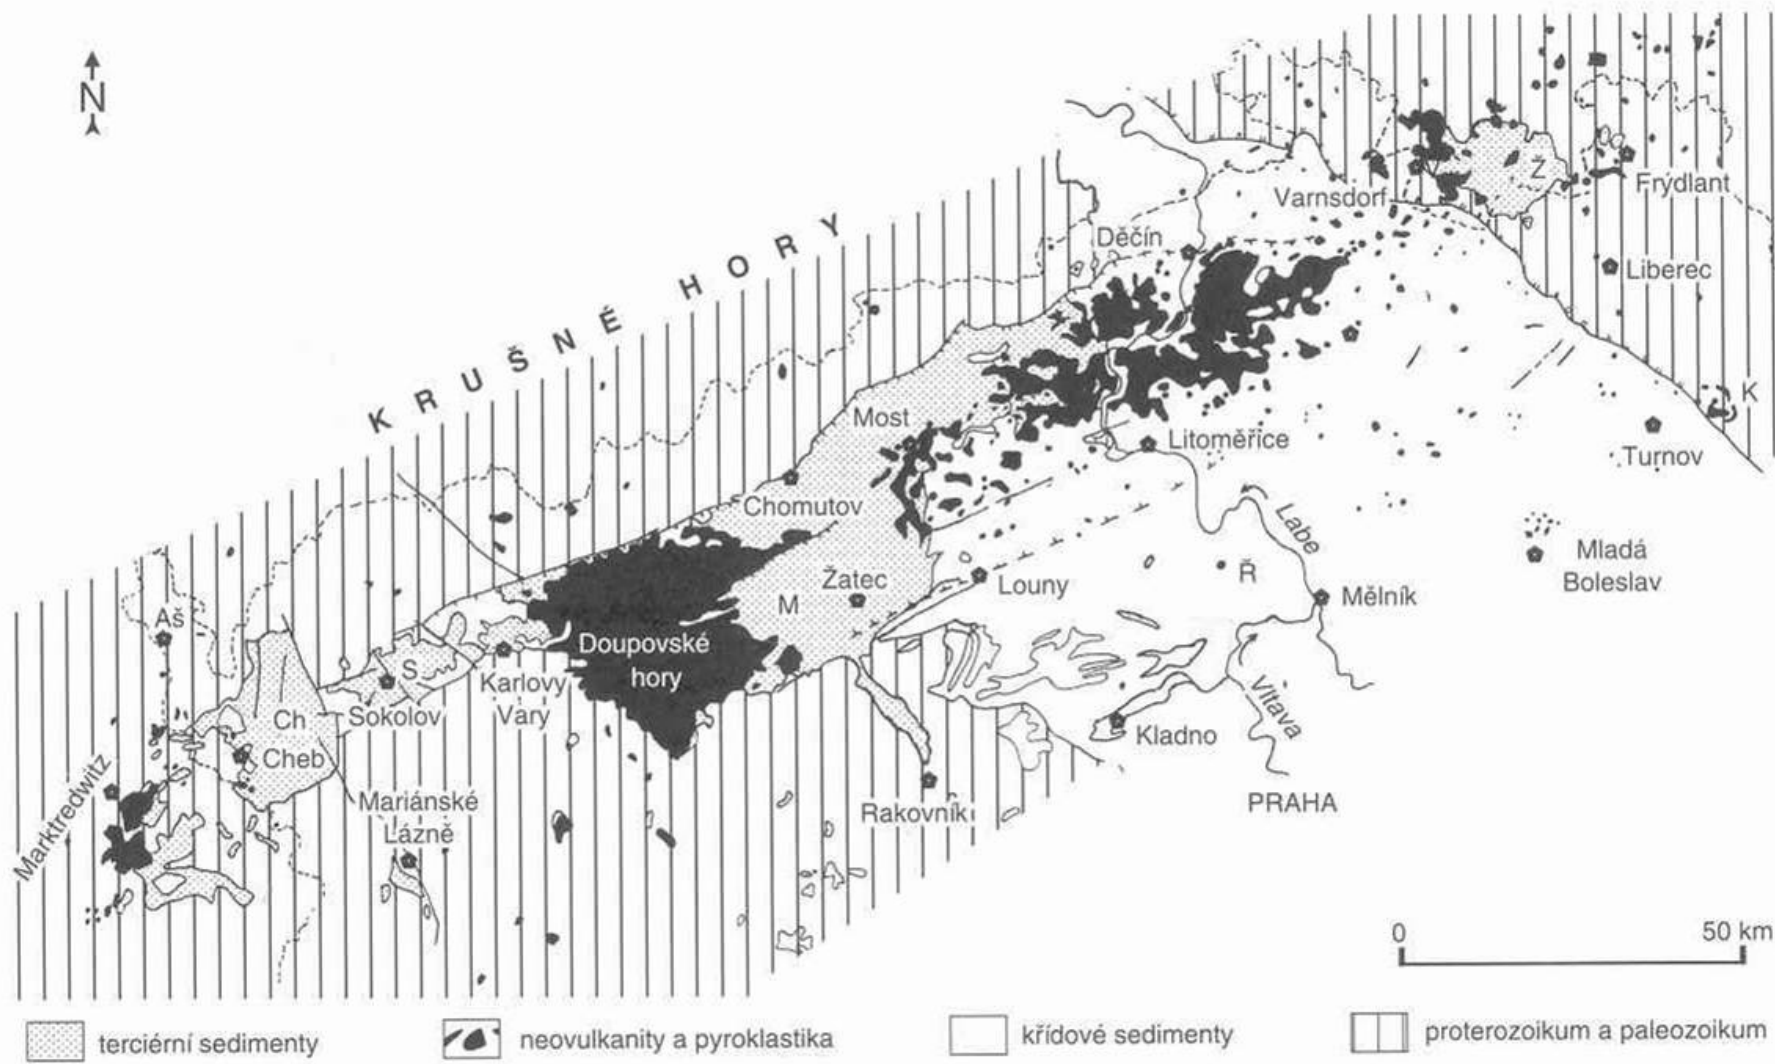 N
KRUŠNÉ HORY
Varnsdorf
Ž
Frýdlant
Děčín
Liberec
K
Most
Litoměřice
Turnov
Chomutov
Labe
Mladá
Boleslav
Žatec
M
Louny
Ř
Mělník
Aš
Doupovské
hory
S
Karlovy
Vary
Sokolov
Ch
Cheb
Vltava
Kladno
Marktredwitz
Mariánské
Lázně
Rakovník
PRAHA
0 50 km
terciérní sedimenty
neovulkanity a pyroklastika
křídové sedimenty
proterozoikum a paleozoikum